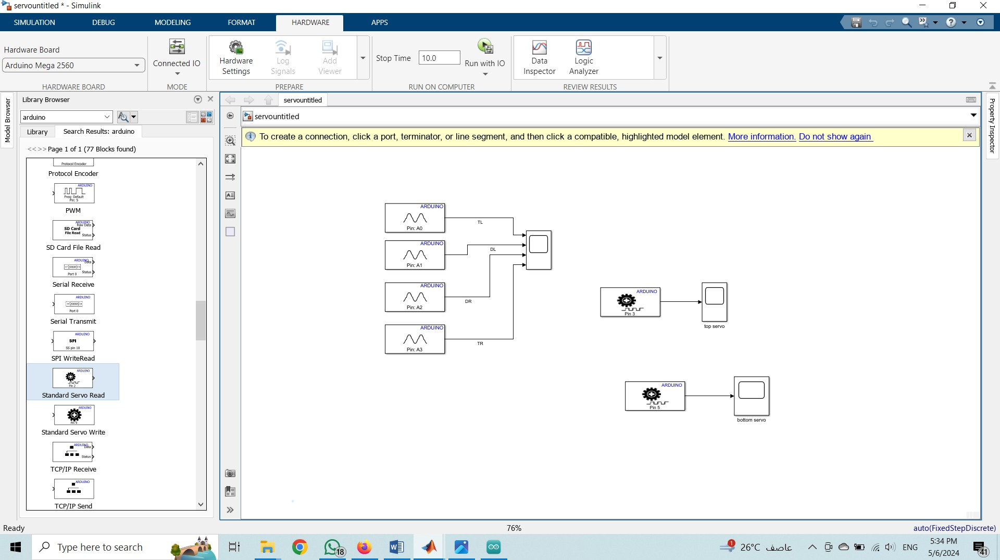 servountitled * - Simulink
SIMULATION DEBUG MODELING FORMAT HARDWARE APPS
Hardware Board
Arduino Mega 2560
HARDWARE BOARD
Connected IO
MODE
Hardware Settings
Log Signals
Add Viewer
PREPARE
Stop Time 10.0
Run with IO
RUN ON COMPUTER
Data Inspector
Logic Analyzer
REVIEW RESULTS
Model Browser
Library Browser
arduino
Library Search Results: arduino
<< >> Page 1 of 1 (77 Blocks found)
Protocol Encoder
Protocol Encoder
ARDUINO
Freq: Default
Pin: 5
PWM
ARDUINO
Raw Data
SD Card
File Read
Status
SD Card File Read
ARDUINO
Data
Port 0
Status
Serial Receive
ARDUINO
Port 0
Serial Transmit
ARDUINO
SPI
SS pin 10
SPI WriteRead
ARDUINO
Pin 2
Standard Servo Read
ARDUINO
Pin 9
Standard Servo Write
ARDUINO
Data
Status
TCP/IP Receive
ARDUINO
TCP/IP Send
servountitled
servountitled
To create a connection, click a port, terminator, or line segment, and then click a compatible, highlighted model element. More information. Do not show again
Property Inspector
ARDUINO
Pin: A0
TL
ARDUINO
Pin: A1
DL
ARDUINO
Pin: A2
DR
ARDUINO
Pin: A3
TR
ARDUINO
Pin 3
top servo
ARDUINO
Pin 5
bottom servo
Ready 76% auto(FixedStepDiscrete)
Type here to search
18
1
26°C عاصف
ENG
5:34 PM
5/6/2024
41